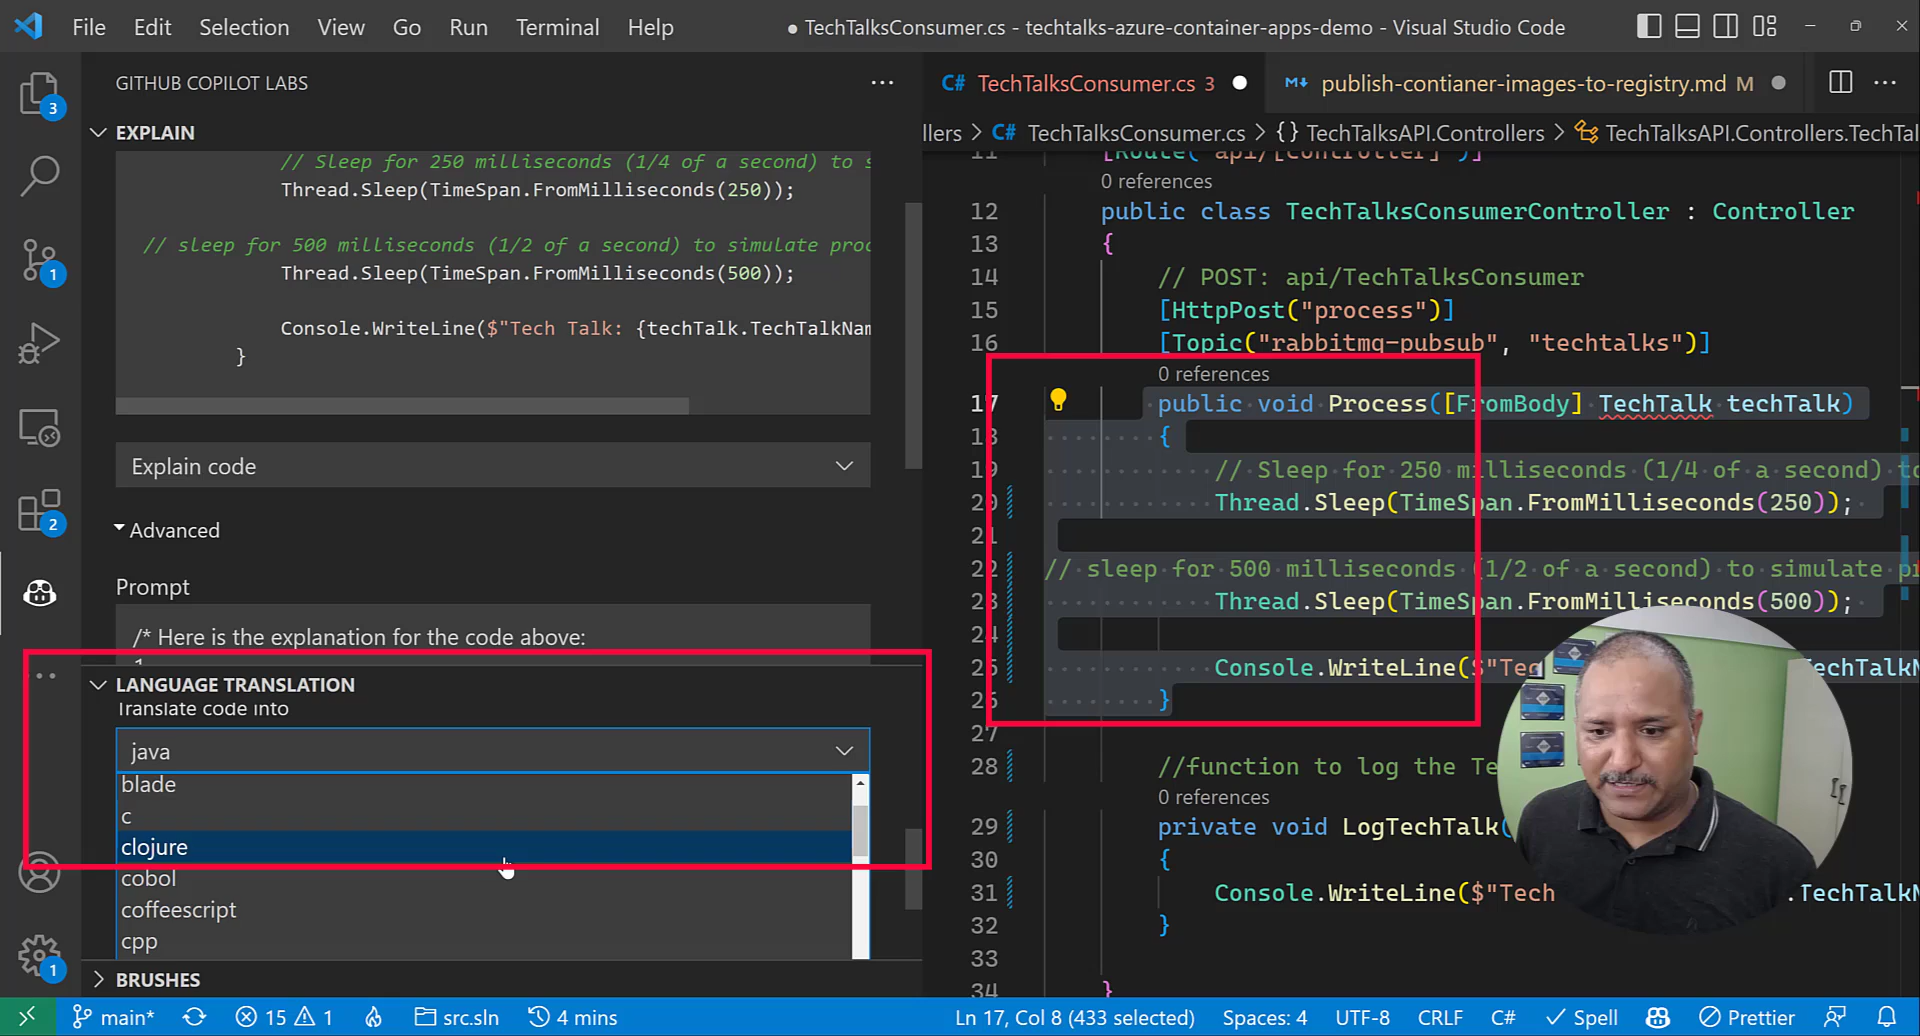 File Edit Selection View Go Run Terminal Help
● TechTalksConsumer.cs - techtalks-azure-container-apps-demo - Visual Studio Code
GITHUB COPILOT LABS
EXPLAIN
// Sleep for 250 milliseconds (1/4 of a second) to
Thread.Sleep(TimeSpan.FromMilliseconds(250));
// sleep for 500 milliseconds (1/2 of a second) to simulate
Thread.Sleep(TimeSpan.FromMilliseconds(500));
Console.WriteLine($"Tech Talk: {techTalk.TechTalkNam
}
Explain code
Advanced
Prompt
/* Here is the explanation for the code above:
LANGUAGE TRANSLATION
Translate code into
java
blade
c
clojure
cobol
coffeescript
cpp
BRUSHES
3
1
2
1
C# TechTalksConsumer.cs 3
publish-contianer-images-to-registry.md M
llers > C# TechTalksConsumer.cs > {} TechTalksAPI.Controllers > TechTalksAPI.Controllers.TechTal
11 [Route("api/[controller]")]
0 references
12 public class TechTalksConsumerController : Controller
13 {
14 // POST: api/TechTalksConsumer
15 [HttpPost("process")]
16 [Topic("rabbitmq-pubsub", "techtalks")]
0 references
17 public void Process([FromBody] TechTalk techTalk)
18 {
19 // Sleep for 250 milliseconds (1/4 of a second) to
20 Thread.Sleep(TimeSpan.FromMilliseconds(250));
21
22 // sleep for 500 milliseconds (1/2 of a second) to simulate
23 Thread.Sleep(TimeSpan.FromMilliseconds(500));
24
25 Console.WriteLine($"Tec echTalkN
26 }
27
28 //function to log the Te
0 references
29 private void LogTechTalk(
30 {
31 Console.WriteLine($"Tech .TechTalkN
32 }
33
34 }
main* 15 1 src.sln 4 mins Ln 17, Col 8 (433 selected) Spaces: 4 UTF-8 CRLF C# Spell Prettier